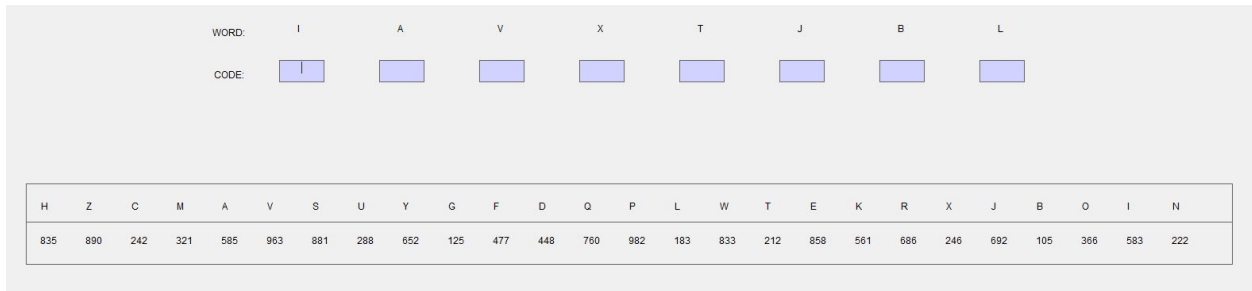 WORD: I A V X T J B L
CODE:
H Z C M A V S U Y G F D Q P L W T E K R X J B O I N
835 890 242 321 585 963 881 288 652 125 477 448 760 982 183 833 212 858 561 686 246 692 105 366 583 222